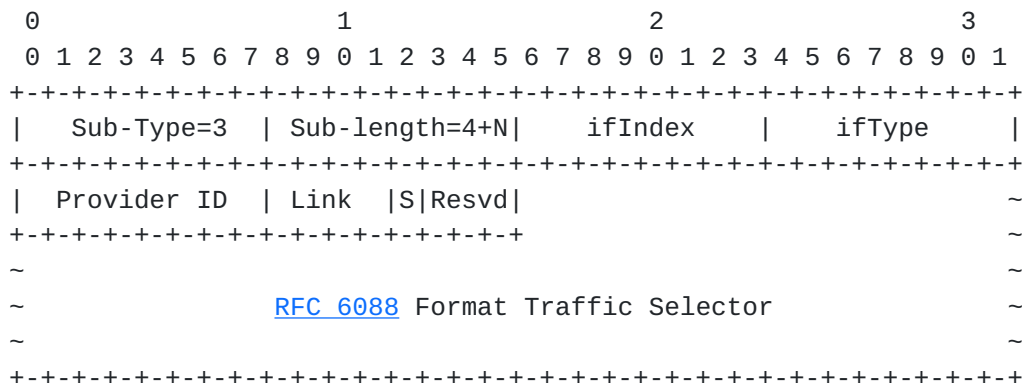 0                   1                   2                   3
 0 1 2 3 4 5 6 7 8 9 0 1 2 3 4 5 6 7 8 9 0 1 2 3 4 5 6 7 8 9 0 1
+-+-+-+-+-+-+-+-+-+-+-+-+-+-+-+-+-+-+-+-+-+-+-+-+-+-+-+-+-+-+-+-+
|   Sub-Type=3  | Sub-length=4+N|    ifIndex    |    ifType     |
+-+-+-+-+-+-+-+-+-+-+-+-+-+-+-+-+-+-+-+-+-+-+-+-+-+-+-+-+-+-+-+-+
|  Provider ID  | Link  |S|Resvd|                               ~
+-+-+-+-+-+-+-+-+-+-+-+-+-+-+-+-+                               ~
~                                                               ~
~                RFC 6088 Format Traffic Selector               ~
~                                                               ~
+-+-+-+-+-+-+-+-+-+-+-+-+-+-+-+-+-+-+-+-+-+-+-+-+-+-+-+-+-+-+-+-+